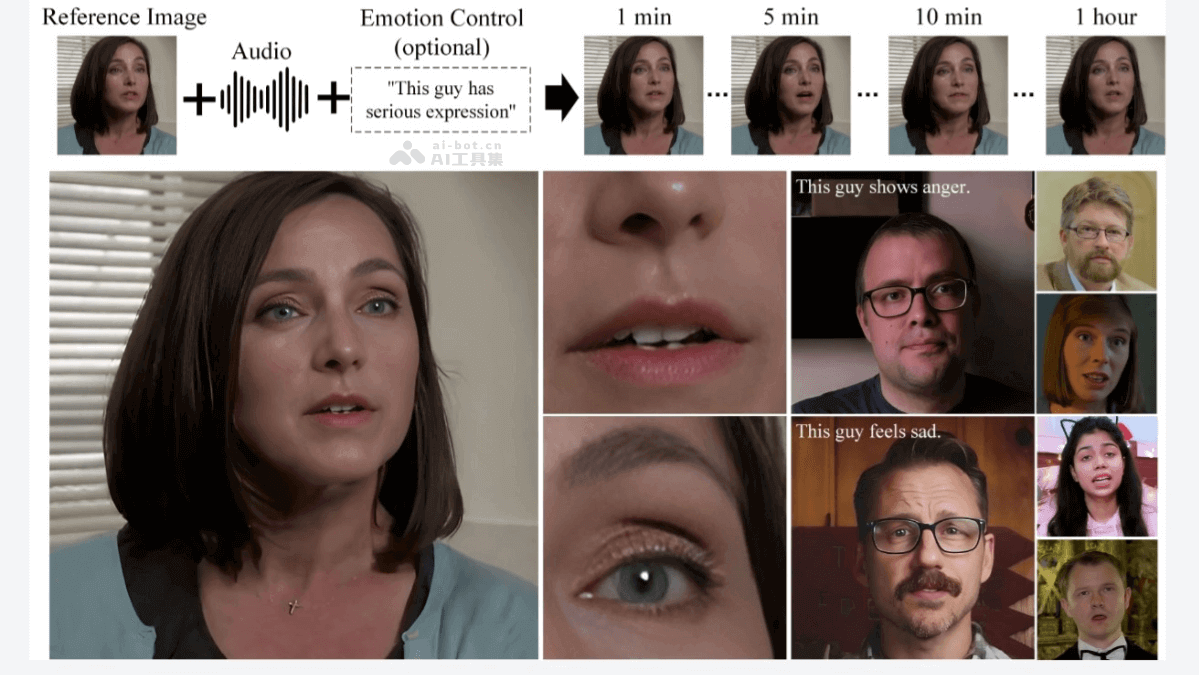 Reference Image
Audio
Emotion Control
(optional)
"This guy has
serious expression"
1 min
5 min
10 min
1 hour
...
...
...
ai-bot.cn
AI工具集
This guy shows anger.
This guy feels sad.